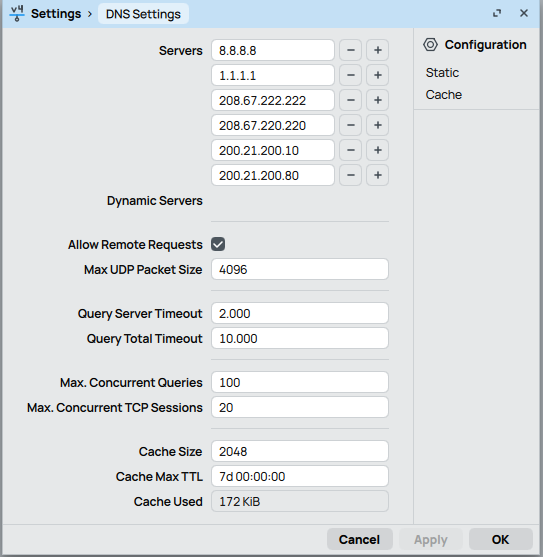 v4 Settings > DNS Settings
Configuration
Static
Cache
Servers 8.8.8.8 − +
1.1.1.1 − +
208.67.222.222 − +
208.67.220.220 − +
200.21.200.10 − +
200.21.200.80 − +
Dynamic Servers
Allow Remote Requests
Max UDP Packet Size 4096
Query Server Timeout 2.000
Query Total Timeout 10.000
Max. Concurrent Queries 100
Max. Concurrent TCP Sessions 20
Cache Size 2048
Cache Max TTL 7d 00:00:00
Cache Used 172 KiB
Cancel Apply OK